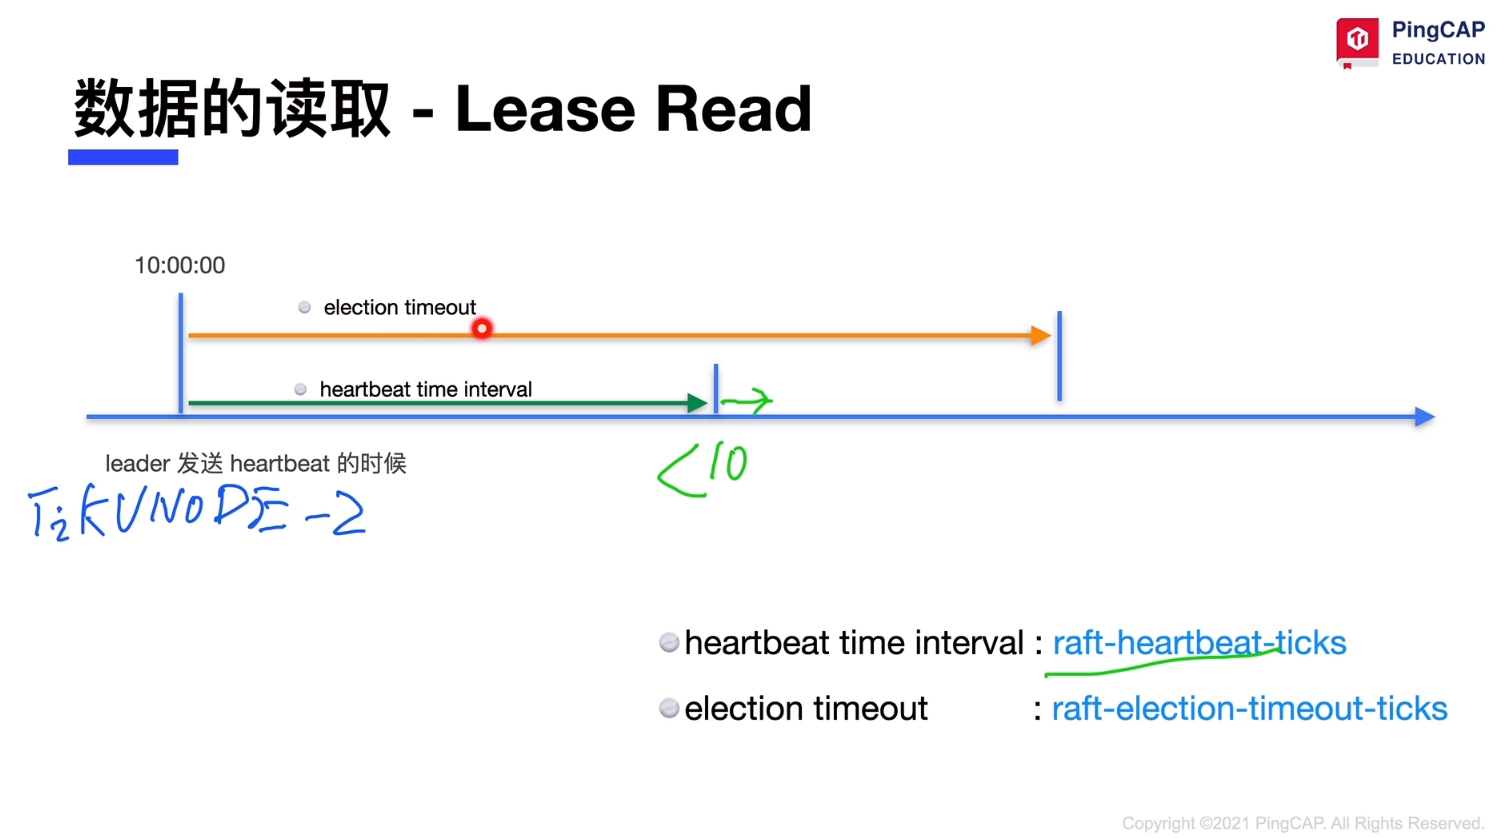 PingCAP
EDUCATION
数据的读取 - Lease Read
10:00:00
election timeout
heartbeat time interval
<10
leader 发送 heartbeat 的时候
TiKVNODE-2
heartbeat time interval : raft-heartbeat-ticks
election timeout : raft-election-timeout-ticks
Copyright ©2021 PingCAP. All Rights Reserved.